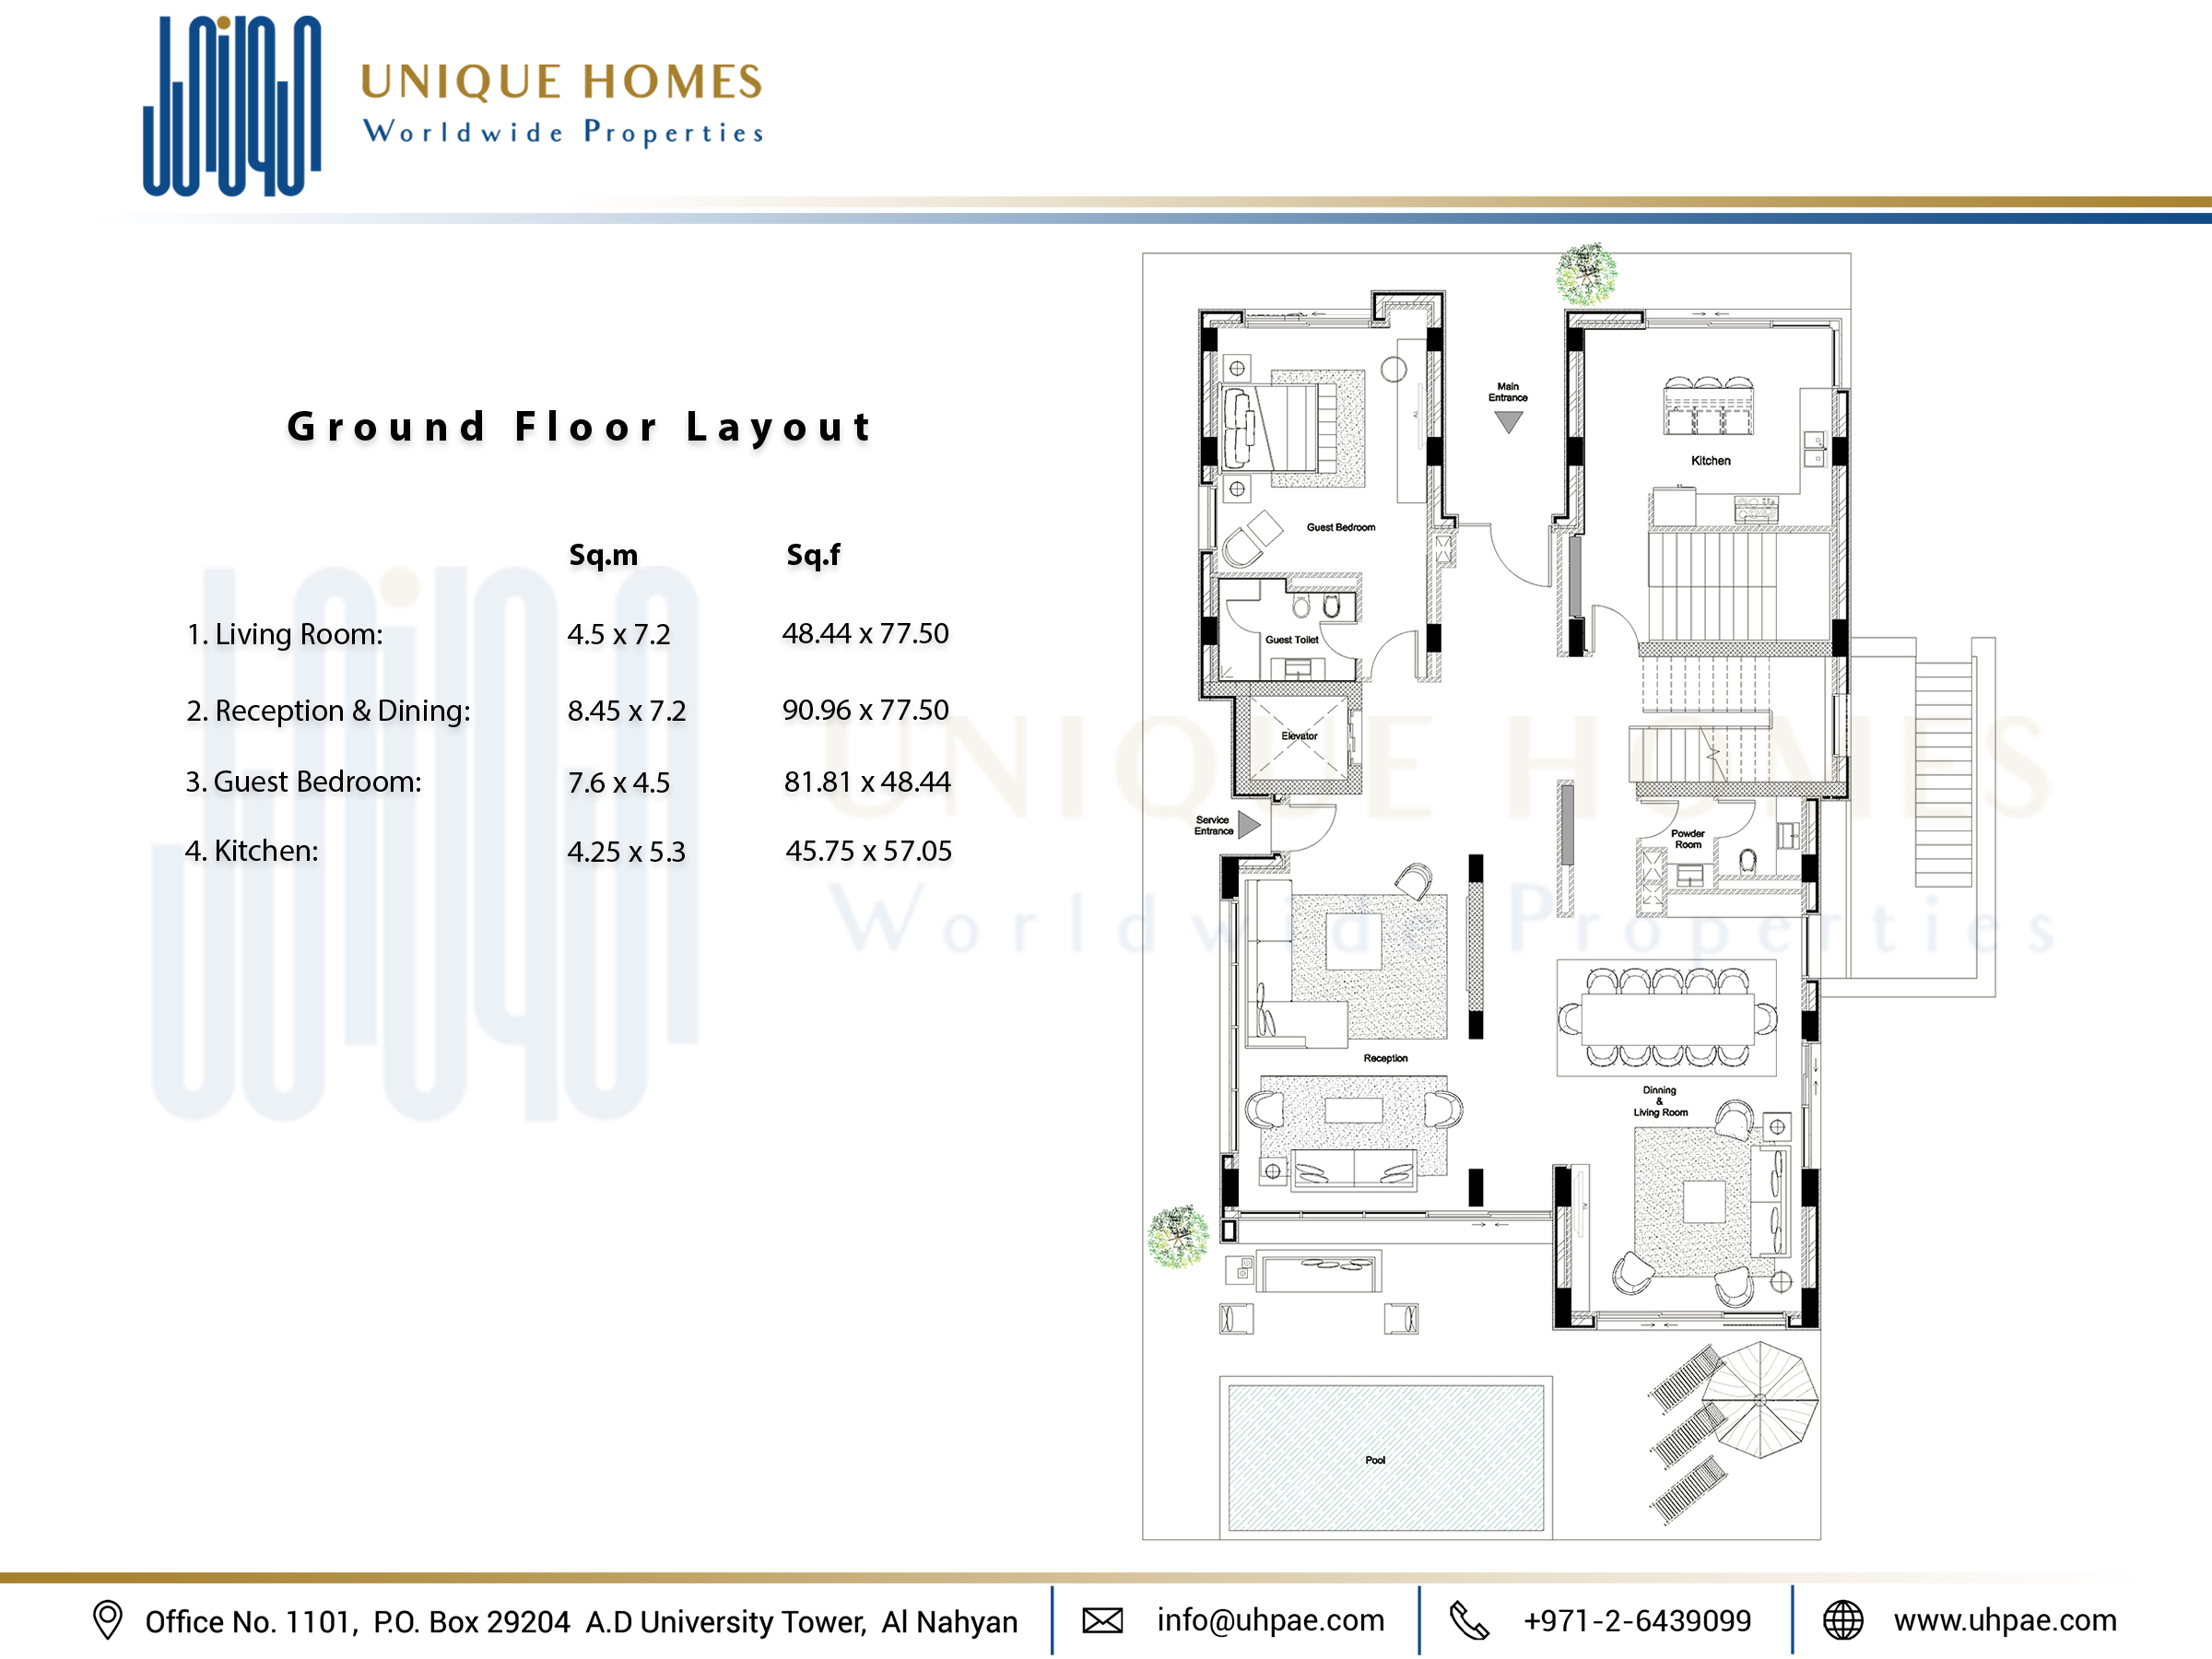 UNIQUE HOMES
Worldwide Properties
Ground Floor Layout
Sq.m Sq.f
1. Living Room: 4.5 x 7.2 48.44 x 77.50
2. Reception & Dining: 8.45 x 7.2 90.96 x 77.50
3. Guest Bedroom: 7.6 x 4.5 81.81 x 48.44
4. Kitchen: 4.25 x 5.3 45.75 x 57.05
UNIQUE HOMES
Worldwide Properties
Main
Entrance
Kitchen
Guest Bedroom
Guest Toilet
Elevator
Service
Entrance
Powder
Room
Reception
Dinning
&
Living Room
Pool
Office No. 1101, P.O. Box 29204 A.D University Tower, Al Nahyan
info@uhpae.com
+971-2-6439099
www.uhpae.com